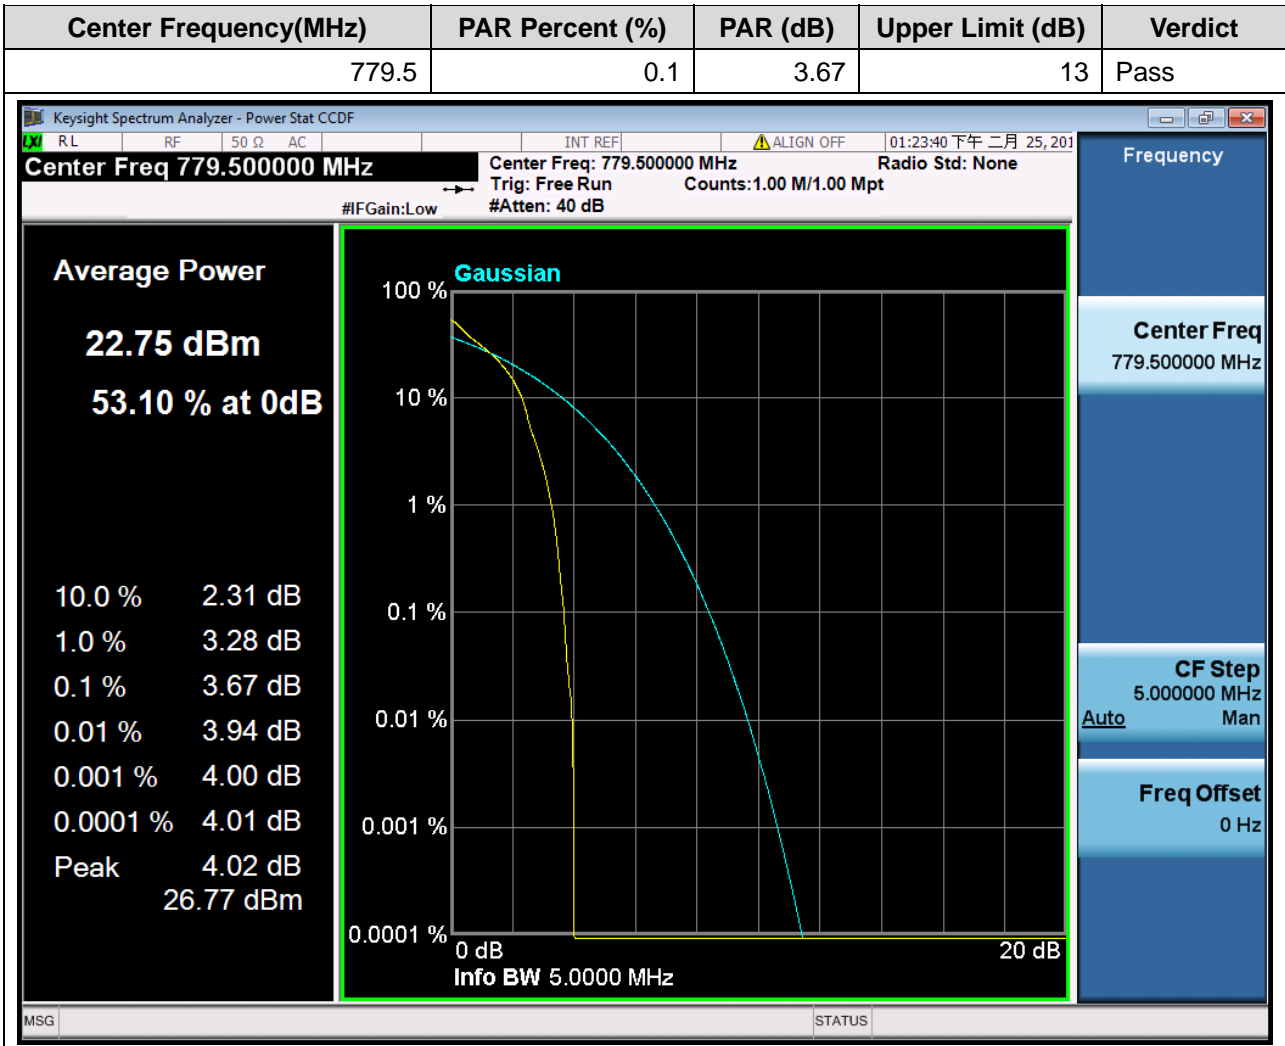 Center Frequency(MHz) PAR Percent (%) PAR (dB) Upper Limit (dB) Verdict
779.5 0.1 3.67 13 Pass
Keysight Spectrum Analyzer - Power Stat CCDF
LXI RL RF 50 Ω AC INT REF ALIGN OFF 01:23:40 下午 二月 25, 201
Center Freq 779.500000 MHz
Center Freq: 779.500000 MHz Radio Std: None
Trig: Free Run Counts:1.00 M/1.00 Mpt
#IFGain:Low #Atten: 40 dB
Frequency
Average Power
22.75 dBm
53.10 % at 0dB
10.0 % 2.31 dB
1.0 % 3.28 dB
0.1 % 3.67 dB
0.01 % 3.94 dB
0.001 % 4.00 dB
0.0001 % 4.01 dB
Peak 4.02 dB
26.77 dBm
Gaussian
100 %
10 %
1 %
0.1 %
0.01 %
0.001 %
0.0001 %
0 dB 20 dB
Info BW 5.0000 MHz
Center Freq
779.500000 MHz
CF Step
5.000000 MHz
Auto Man
Freq Offset
0 Hz
MSG STATUS